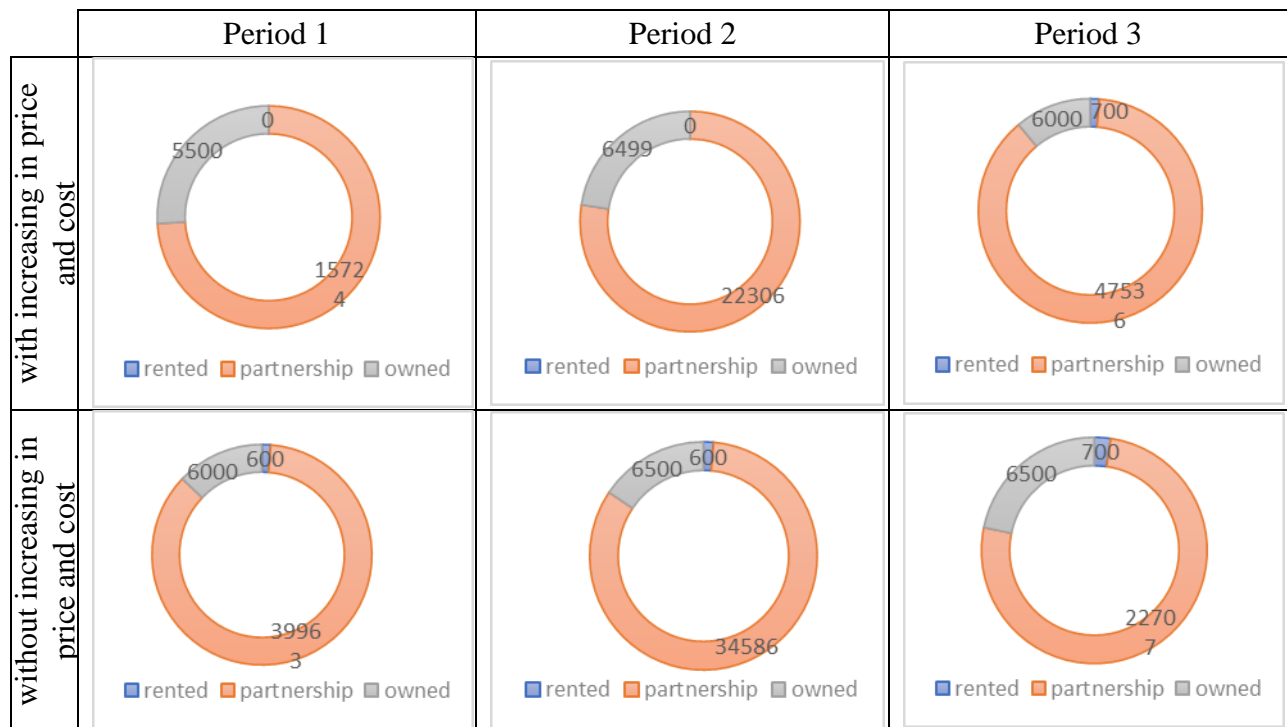 Period 1
Period 2
Period 3
with increasing in price
and cost
0
5500
1572
4
rented partnership owned
0
6499
22306
rented partnership owned
700
6000
4753
6
rented partnership owned
without increasing in
price and cost
600
6000
3996
3
rented partnership owned
600
6500
34586
rented partnership owned
700
6500
2270
7
rented partnership owned